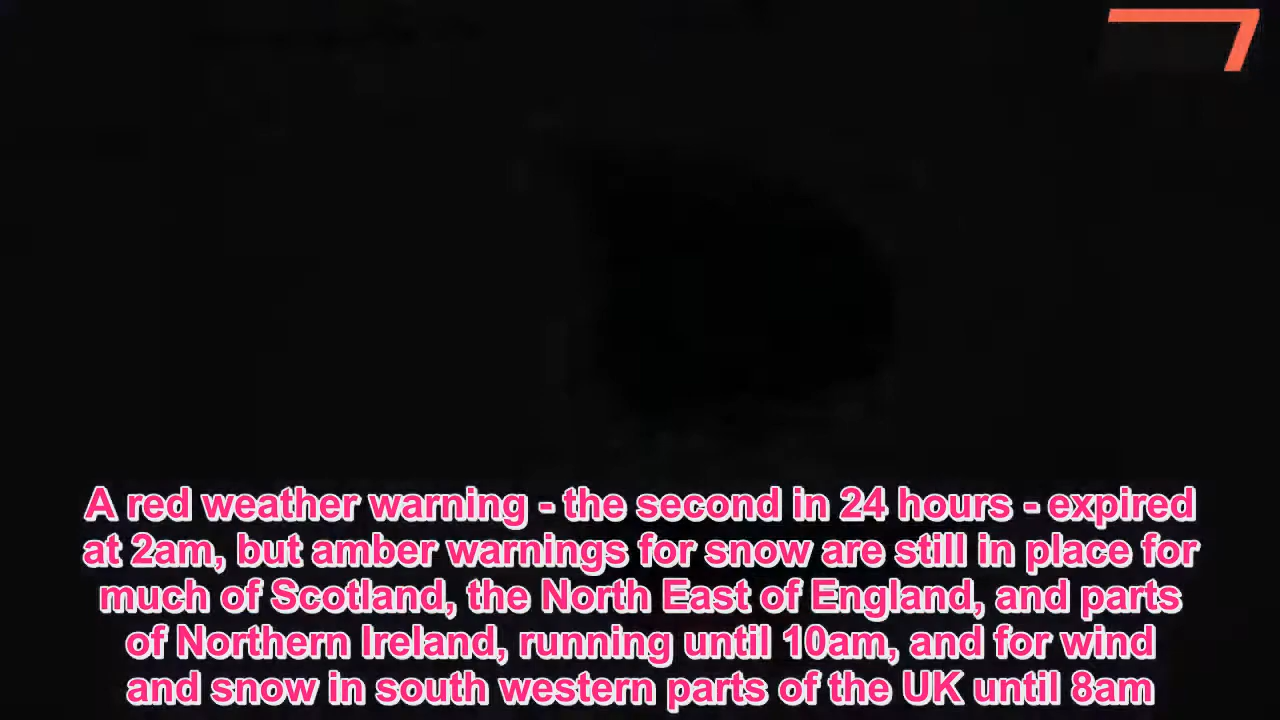 A red weather warning - the second in 24 hours - expired
at 2am, but amber warnings for snow are still in place for
much of Scotland, the North East of England, and parts
of Northern Ireland, running until 10am, and for wind
and snow in south western parts of the UK until 8am